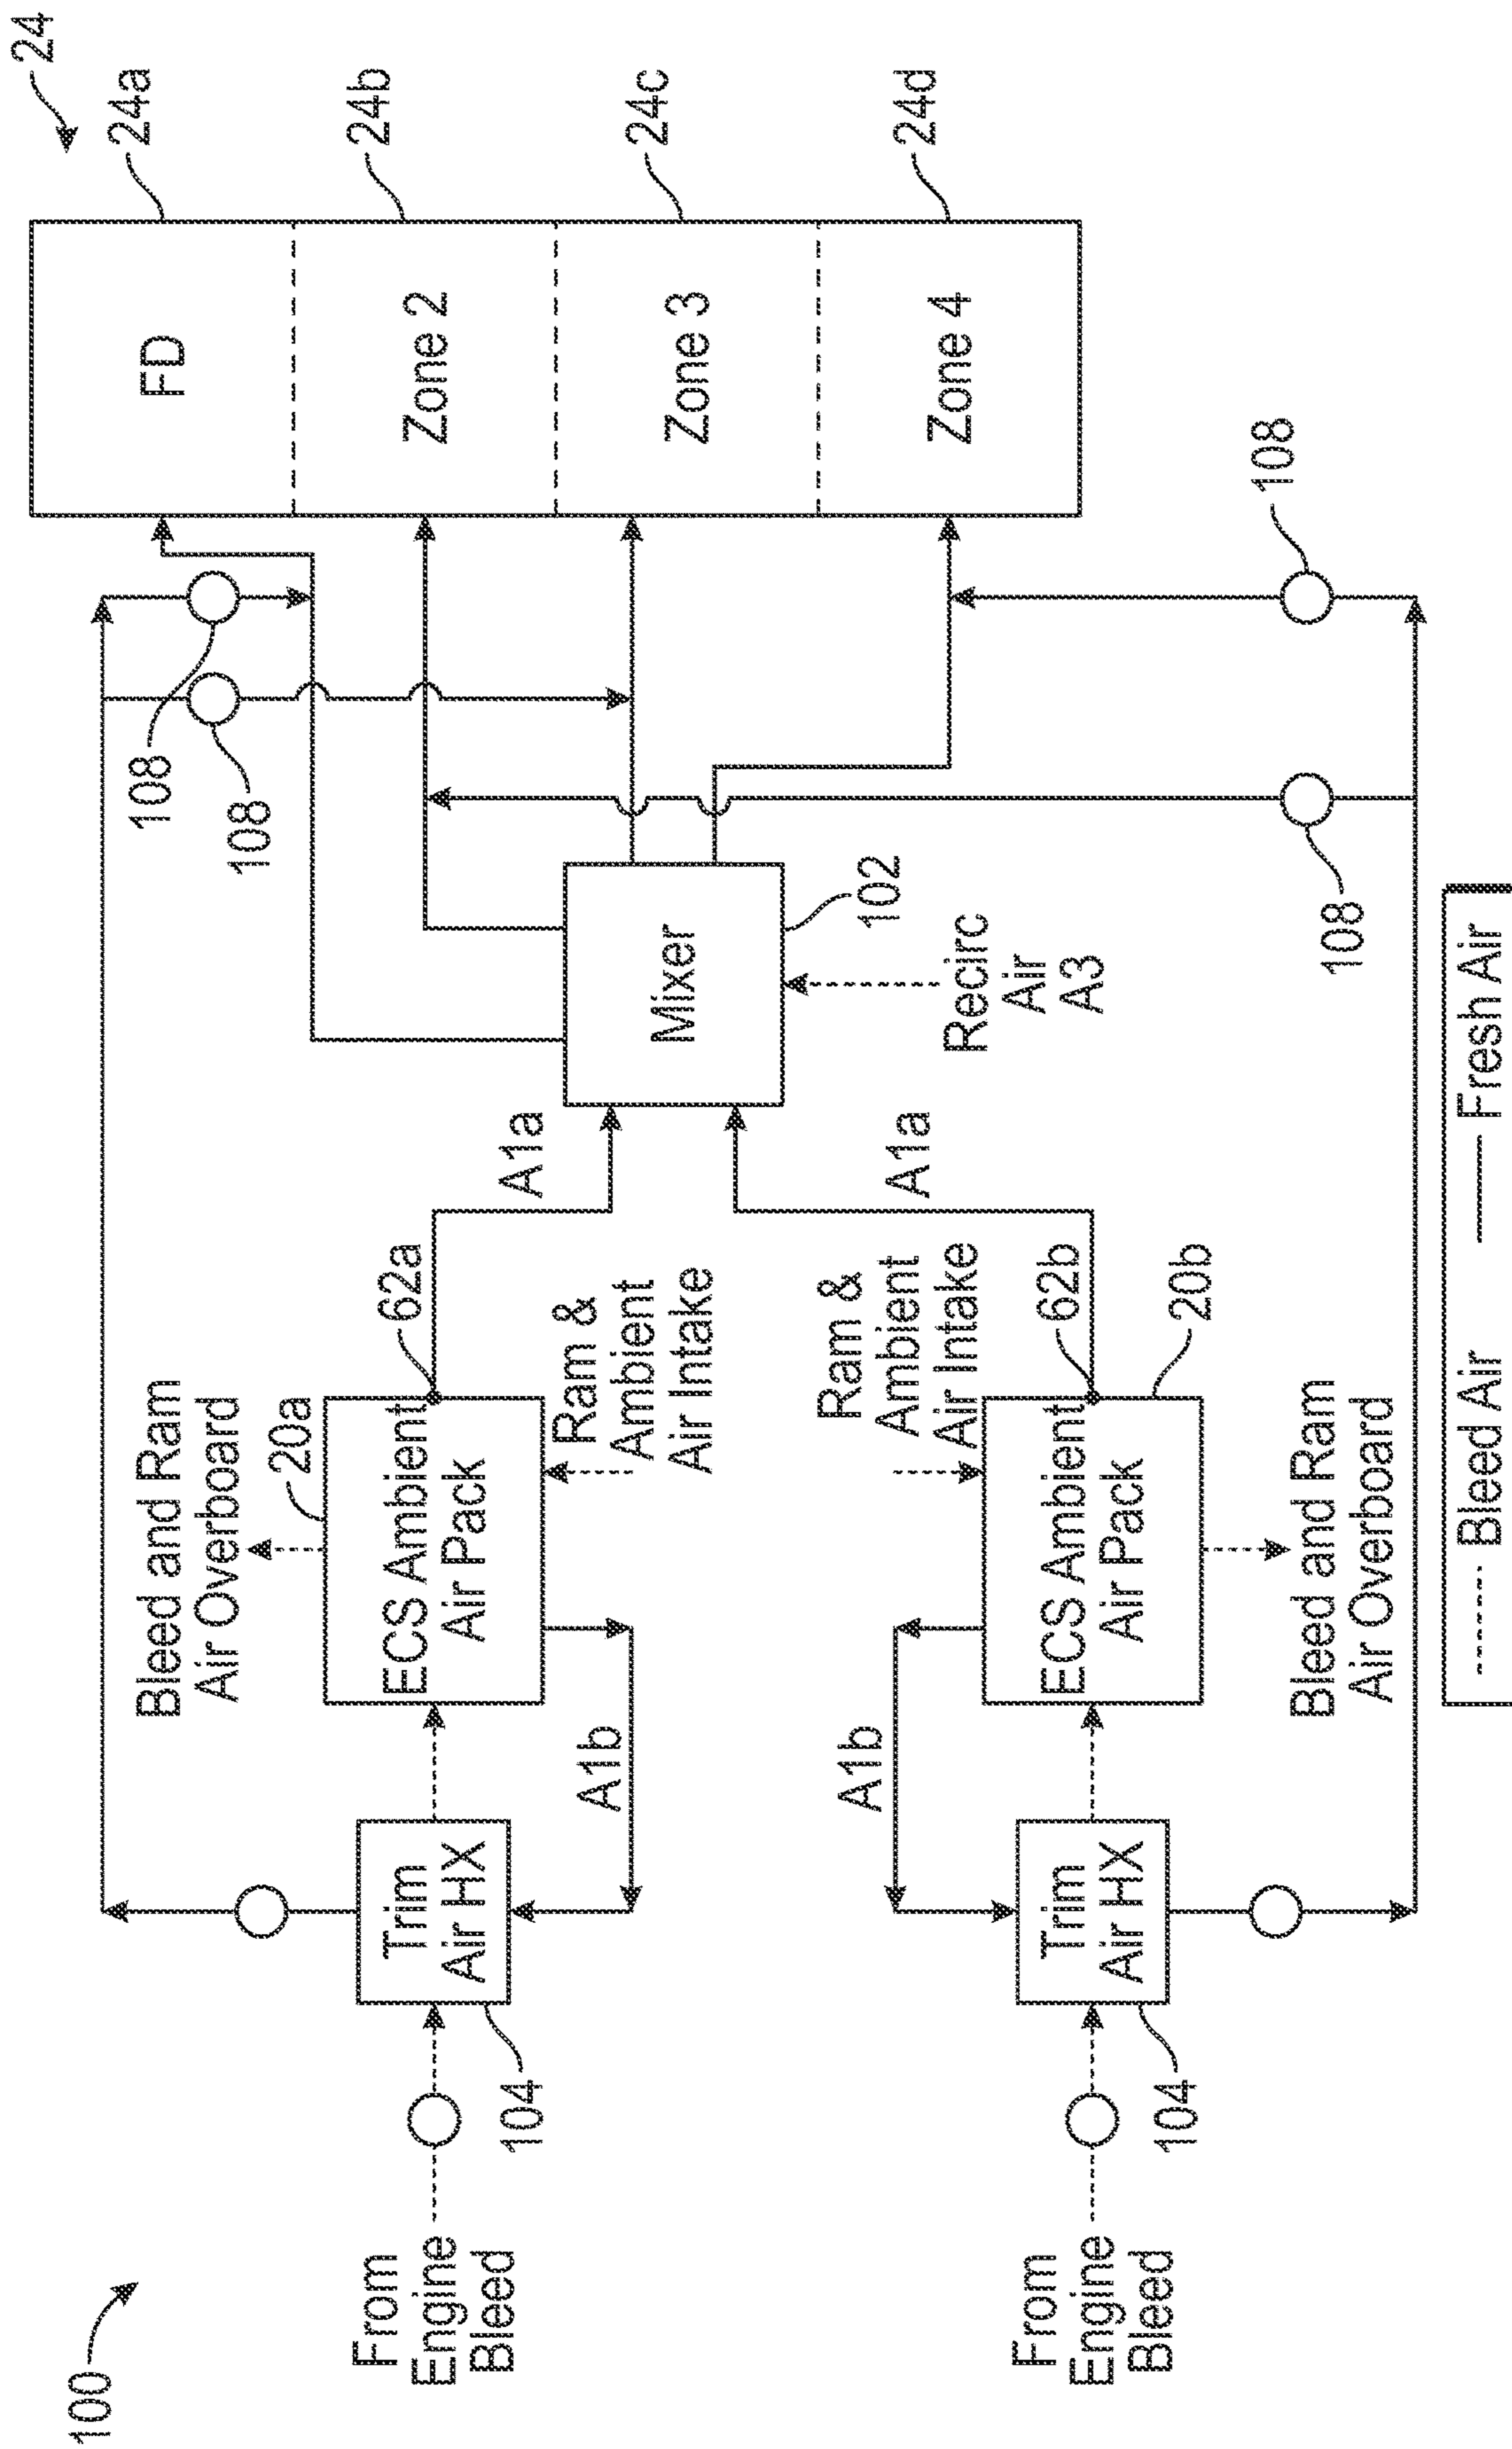 100
24
24a
24b
24c
24d
FD
Zone 2
Zone 3
Zone 4
108
108
108
108
Mixer
102
Recirc
Air
A3
A1a
A1a
62a
62b
20a
20b
Bleed and Ram
Air Overboard
ECS Ambient
Air Pack
Ram &
Ambient
Air Intake
Ram &
Ambient
Air Intake
ECS Ambient
Air Pack
Bleed and Ram
Air Overboard
A1b
A1b
Trim
Air HX
104
Trim
Air HX
104
From
Engine
Bleed
From
Engine
Bleed
Bleed Air
Fresh Air